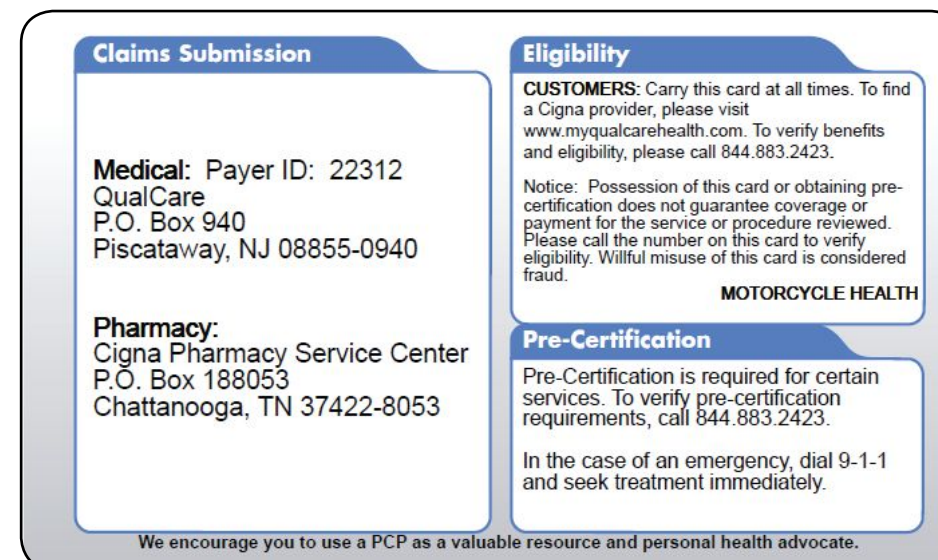 Claims Submission
Medical: Payer ID: 22312
QualCare
P.O. Box 940
Piscataway, NJ 08855-0940
Pharmacy:
Cigna Pharmacy Service Center
P.O. Box 188053
Chattanooga, TN 37422-8053
Eligibility
CUSTOMERS: Carry this card at all times. To find
a Cigna provider, please visit
www.myqualcarehealth.com. To verify benefits
and eligibility, please call 844.883.2423.
Notice: Possession of this card or obtaining pre-
certification does not guarantee coverage or
payment for the service or procedure reviewed.
Please call the number on this card to verify
eligibility. Willful misuse of this card is considered
fraud.
MOTORCYCLE HEALTH
Pre-Certification
Pre-Certification is required for certain
services. To verify pre-certification
requirements, call 844.883.2423.
In the case of an emergency, dial 9-1-1
and seek treatment immediately.
We encourage you to use a PCP as a valuable resource and personal health advocate.